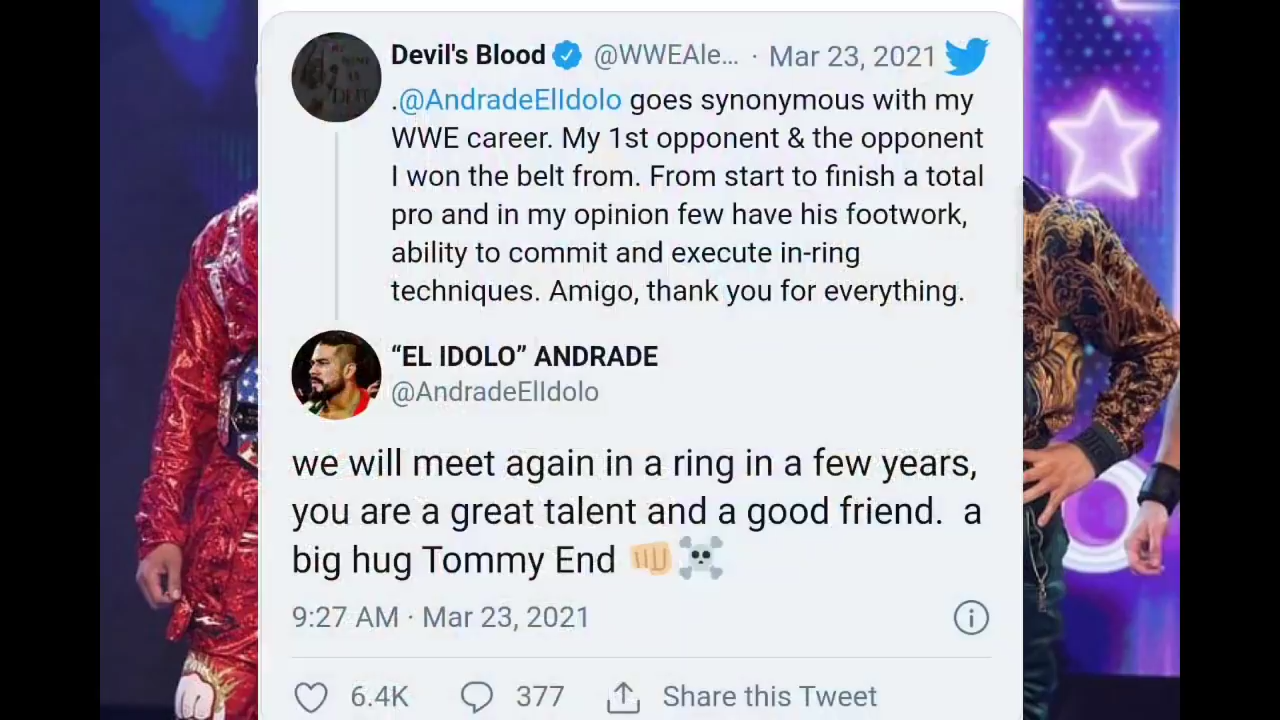 Devil's Blood @WWEAle... · Mar 23, 2021
.@AndradeElIdolo goes synonymous with my
WWE career. My 1st opponent & the opponent
I won the belt from. From start to finish a total
pro and in my opinion few have his footwork,
ability to commit and execute in-ring
techniques. Amigo, thank you for everything.
“EL IDOLO” ANDRADE
@AndradeElIdolo
we will meet again in a ring in a few years,
you are a great talent and a good friend. a
big hug Tommy End 👊🏼☠️
9:27 AM · Mar 23, 2021
6.4K 377 Share this Tweet